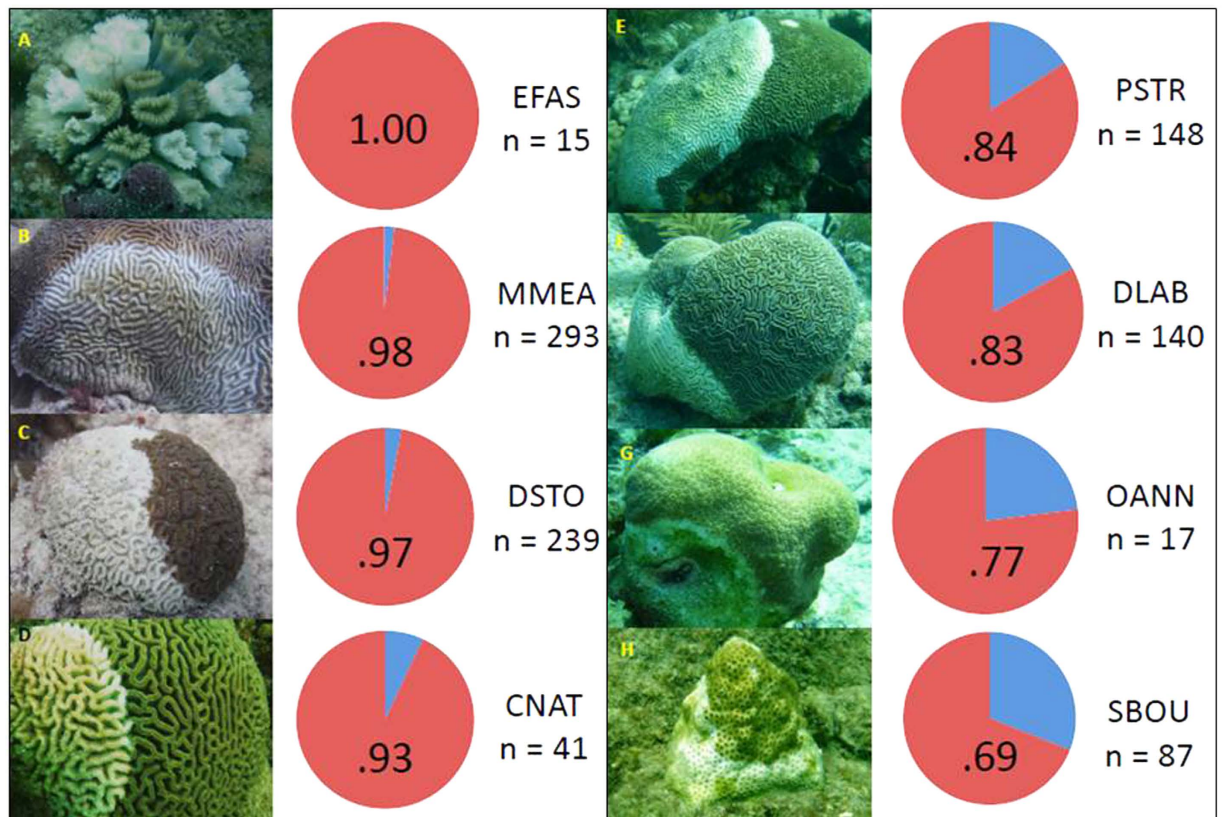 A
1.00
EFAS
n = 15
B
.98
MMEA
n = 293
C
.97
DSTO
n = 239
D
.93
CNAT
n = 41
E
.84
PSTR
n = 148
F
.83
DLAB
n = 140
G
.77
OANN
n = 17
H
.69
SBOU
n = 87